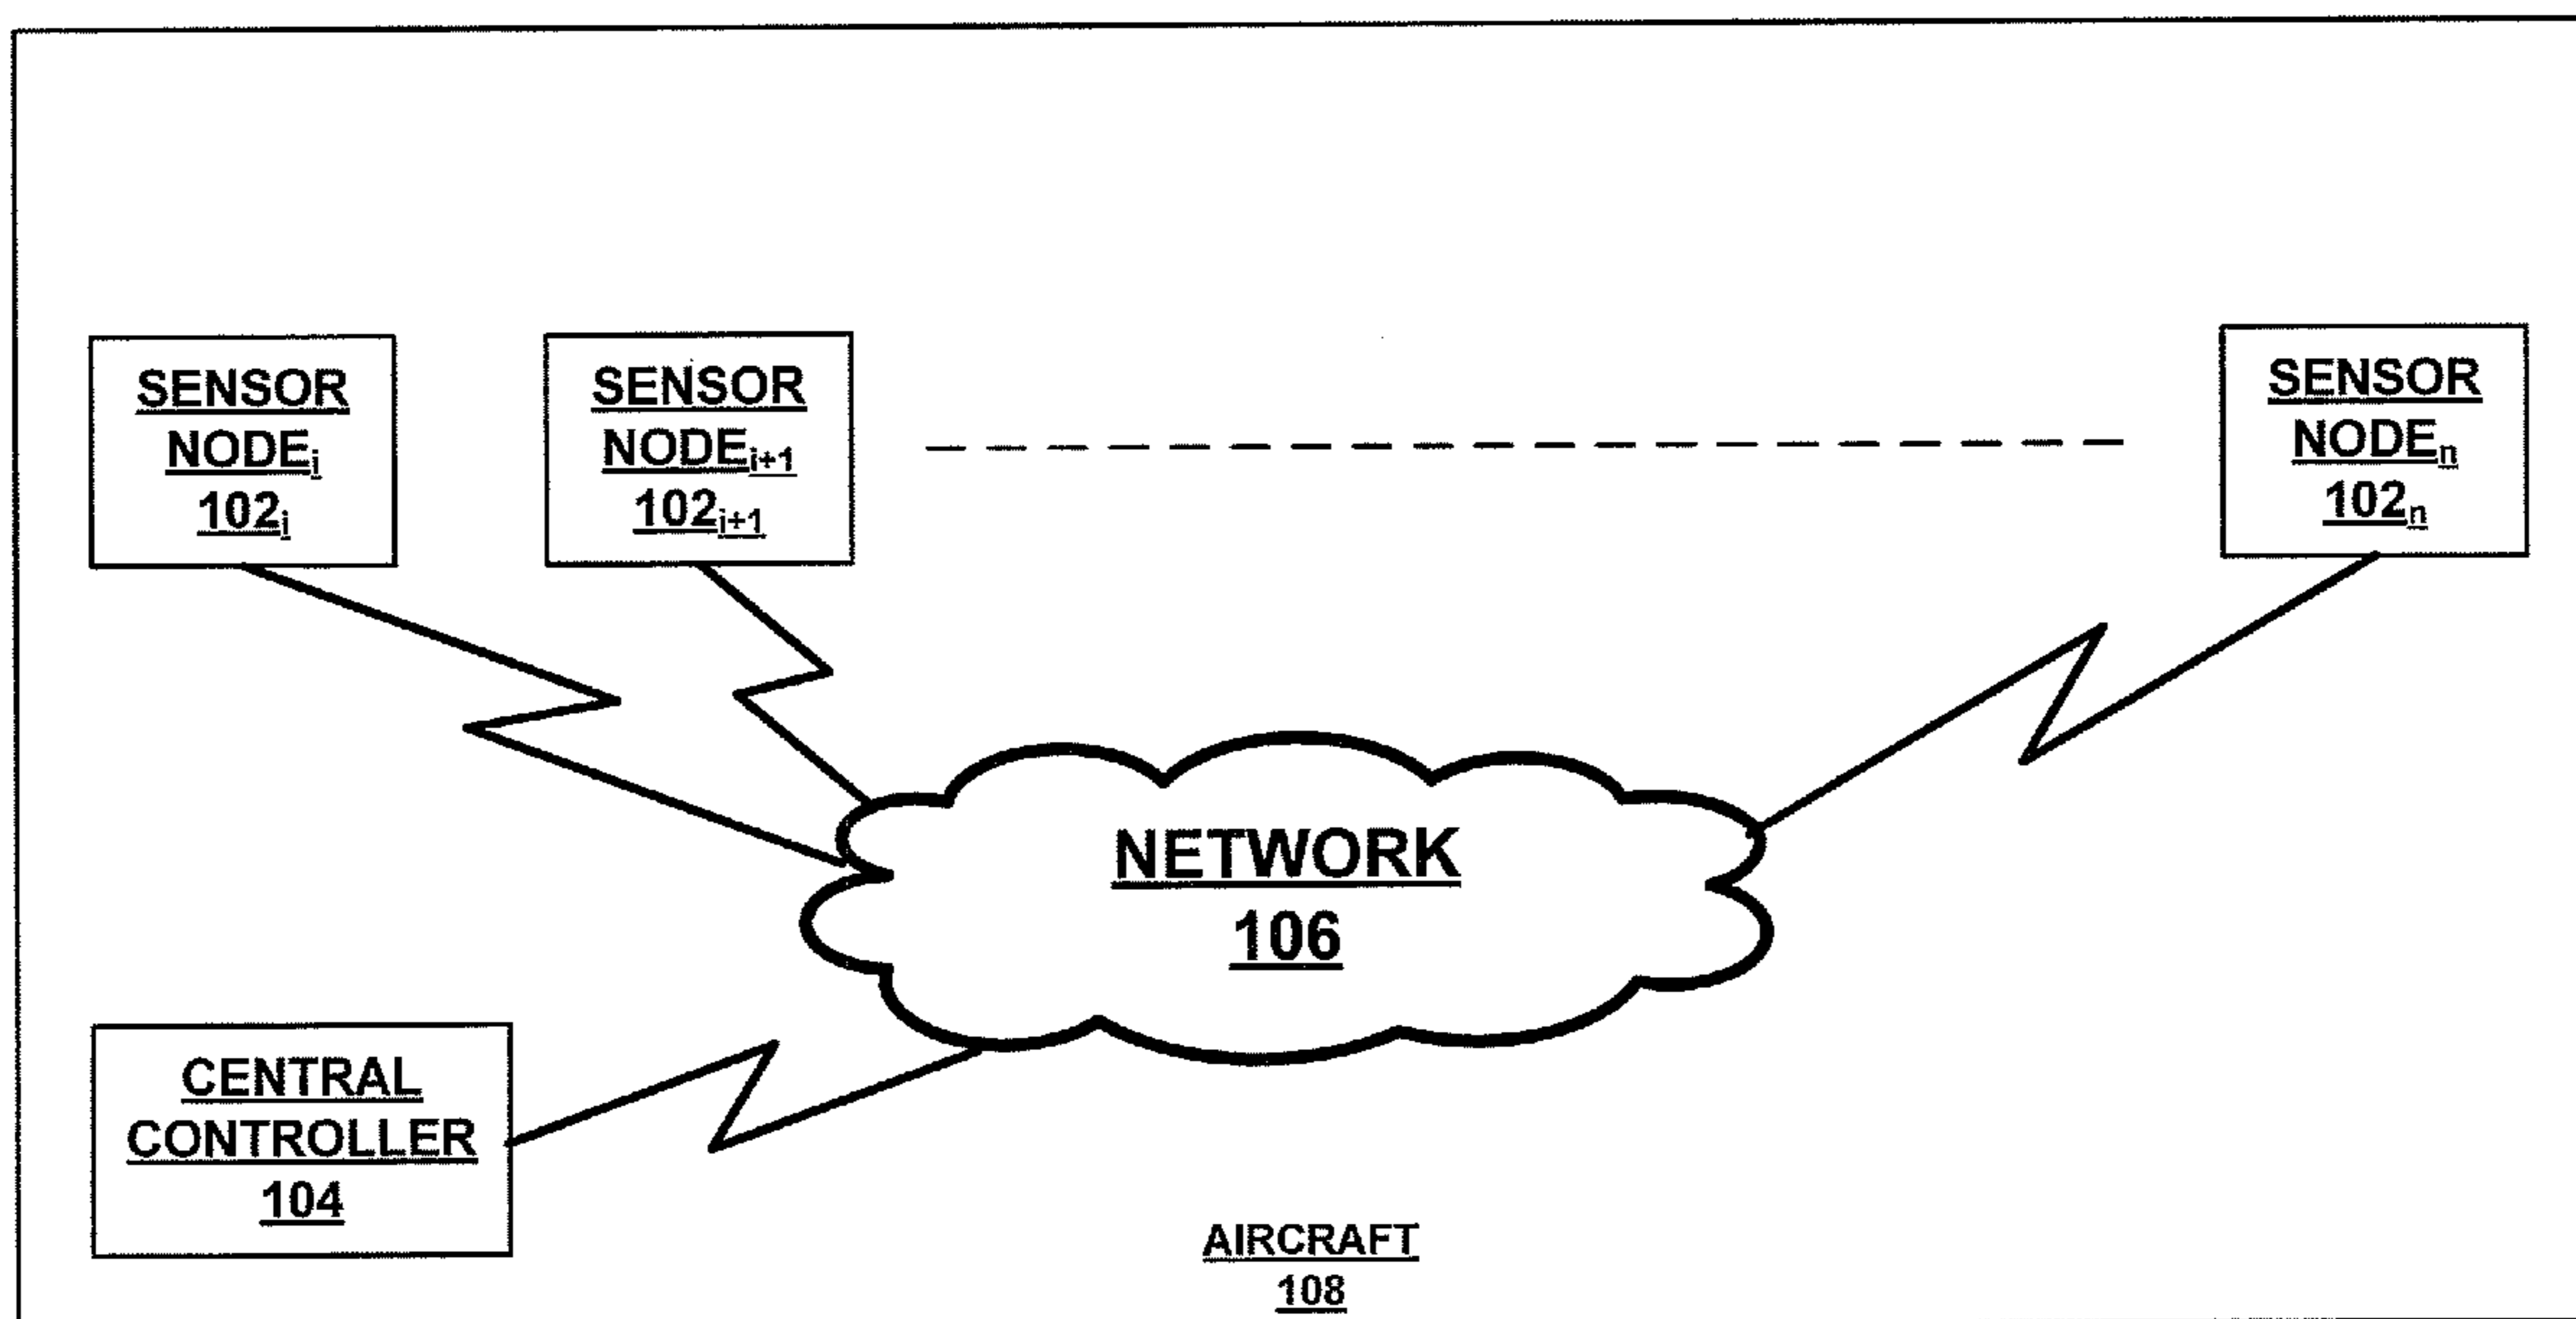 SENSOR
NODEi
102i
SENSOR
NODEi+1
102i+1
SENSOR
NODEn
102n
NETWORK
106
CENTRAL
CONTROLLER
104
AIRCRAFT
108